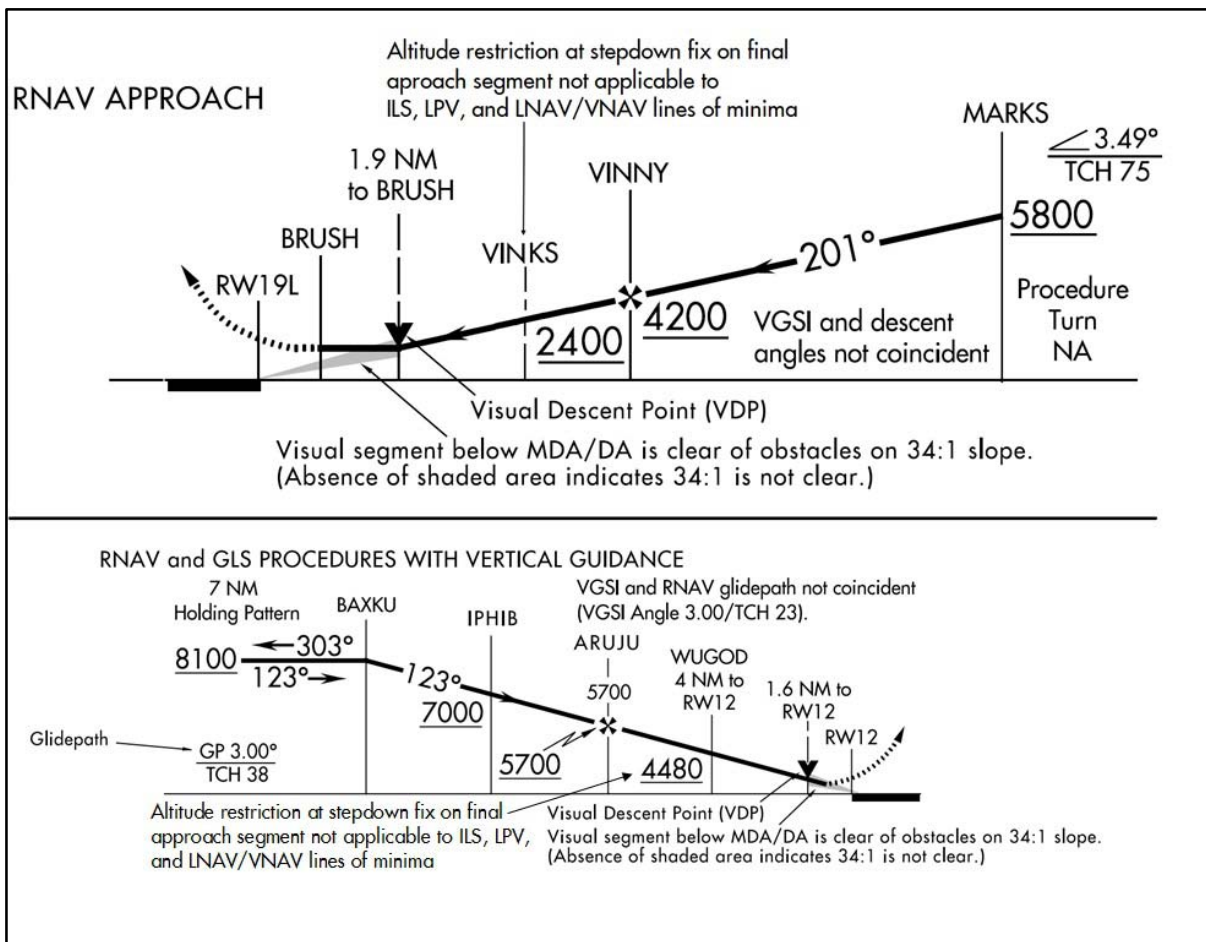 RNAV APPROACH
Altitude restriction at stepdown fix on final
aproach segment not applicable to
ILS, LPV, and LNAV/VNAV lines of minima
MARKS
3.49°
TCH 75
1.9 NM
to BRUSH
VINNY
5800
BRUSH
VINKS
201°
RW19L
2400
4200
VGSI and descent
angles not coincident
Procedure
Turn
NA
Visual Descent Point (VDP)
Visual segment below MDA/DA is clear of obstacles on 34:1 slope.
(Absence of shaded area indicates 34:1 is not clear.)
RNAV and GLS PROCEDURES WITH VERTICAL GUIDANCE
7 NM
Holding Pattern
BAXKU
IPHIB
VGSI and RNAV glidepath not coincident
(VGSI Angle 3.00/TCH 23).
ARUJU
8100
303°
123°
123°
7000
5700
WUGOD
4 NM to
RW12
1.6 NM to
RW12
RW12
Glidepath
GP 3.00°
TCH 38
5700
4480
Altitude restriction at stepdown fix on final
approach segment not applicable to ILS, LPV,
and LNAV/VNAV lines of minima
Visual Descent Point (VDP)
Visual segment below MDA/DA is clear of obstacles on 34:1 slope.
(Absence of shaded area indicates 34:1 is not clear.)